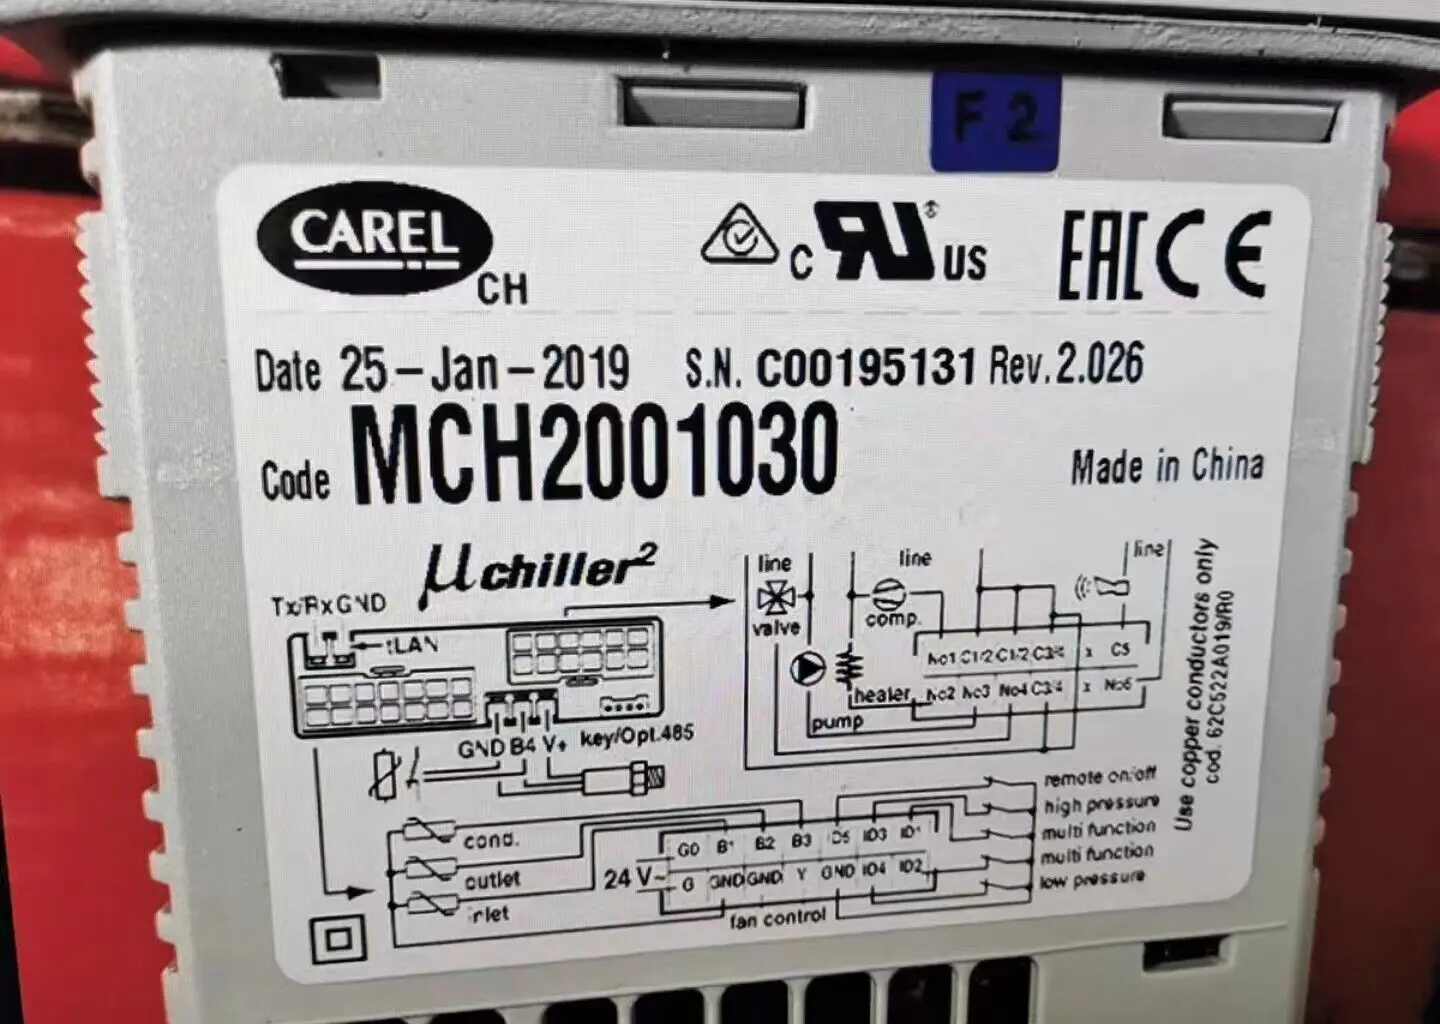 F.2
CAREL
CH
c RU US
EAC CE
Date 25-Jan-2019 S.N. C00195131 Rev.2.026
Code MCH2001030
Made in China
µchiller²
Tx/Rx GND
tLAN
GND B4 V+ key/Opt.485
line
valve
line
comp.
line
pump
heater
No1 C1/2 C1/2 C3/4 x C5
No2 No3 No4 C3/4 x No5
Use copper conductors only
cod. 62C522A019/R0
cond.
outlet
24 V~
G0 B1 B2 B3 ID5 ID3 ID1
G GND GND Y GND ID4 ID2
fan control
remote on/off
high pressure
multi function
multi function
low pressure